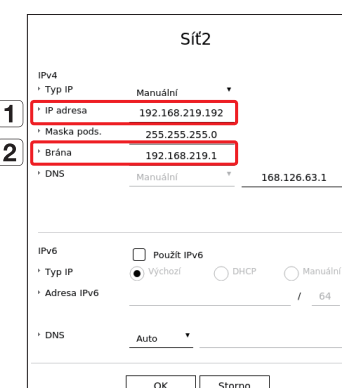 Síť2
IPv4
Typ IP Manuální
1 IP adresa 192.168.219.192
Maska pods. 255.255.255.0
2 Brána 192.168.219.1
DNS Manuální 168.126.63.1
IPv6 Použít IPv6
Typ IP Výchozí DHCP Manuální
Adresa IPv6 / 64
DNS Auto
OK Storno